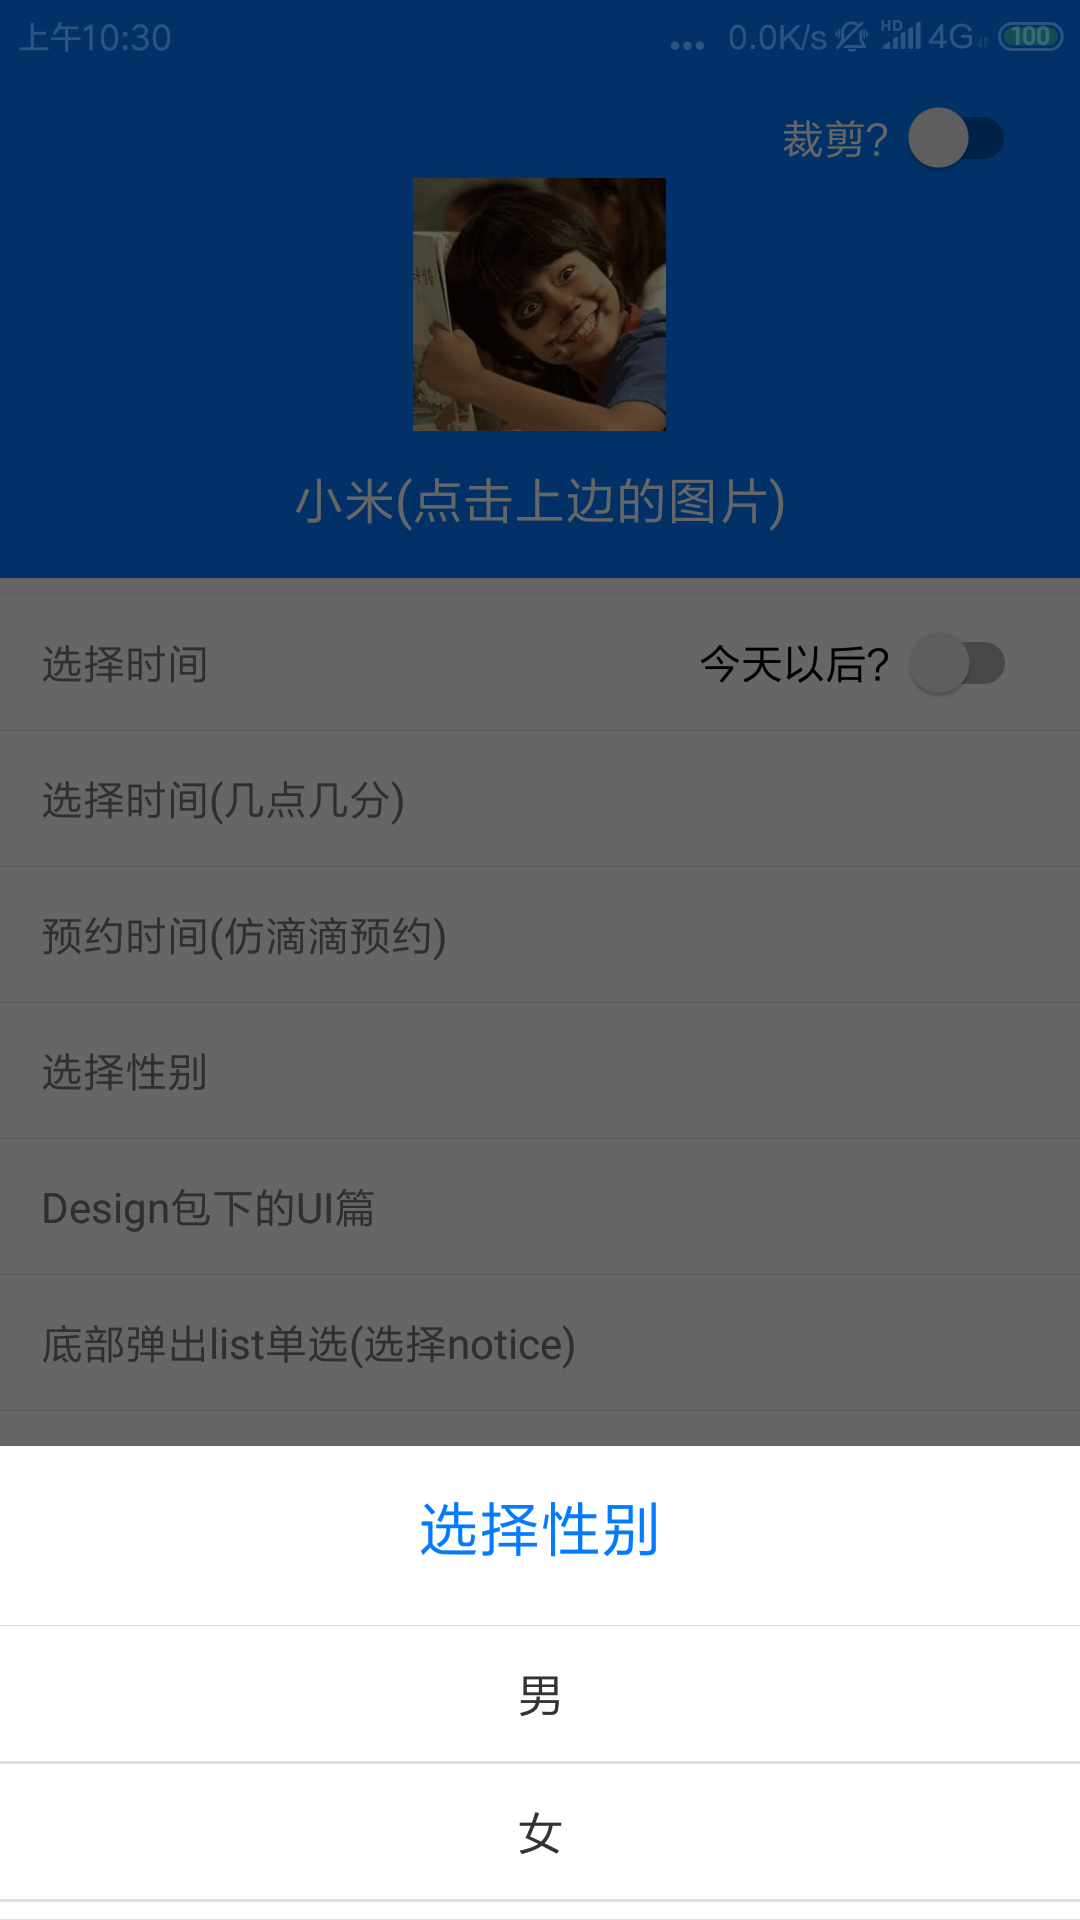 上午10:30 ... 0.0K/s HD 4G 100
裁剪?
小米(点击上边的图片)
选择时间 今天以后?
选择时间(几点几分)
预约时间(仿滴滴预约)
选择性别
Design包下的UI篇
底部弹出list单选(选择notice)
选择性别
男
女